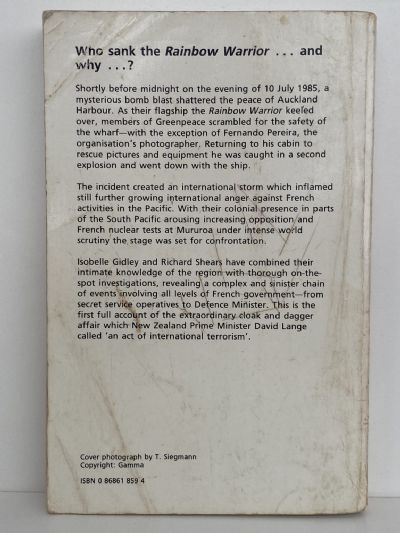 Who sank the Rainbow Warrior ... and
why ...?
Shortly before midnight on the evening of 10 July 1985, a
mysterious bomb blast shattered the peace of Auckland
Harbour. As their flagship the Rainbow Warrior keeled
over, members of Greenpeace scrambled for the safety of
the wharf—with the exception of Fernando Pereira, the
organisation's photographer. Returning to his cabin to
rescue pictures and equipment he was caught in a second
explosion and went down with the ship.
The incident created an international storm which inflamed
still further growing international anger against French
activities in the Pacific. With their colonial presence in parts
of the South Pacific arousing increasing opposition and
French nuclear tests at Mururoa under intense world
scrutiny the stage was set for confrontation.
Isobelle Gidley and Richard Shears have combined their
intimate knowledge of the region with thorough on-the-
spot investigations, revealing a complex and sinister chain
of events involving all levels of French government—from
secret service operatives to Defence Minister. This is the
first full account of the extraordinary cloak and dagger
affair which New Zealand Prime Minister David Lange
called 'an act of international terrorism'.
Cover photograph by T. Siegmann
Copyright: Gamma
ISBN 0 86861 859 4